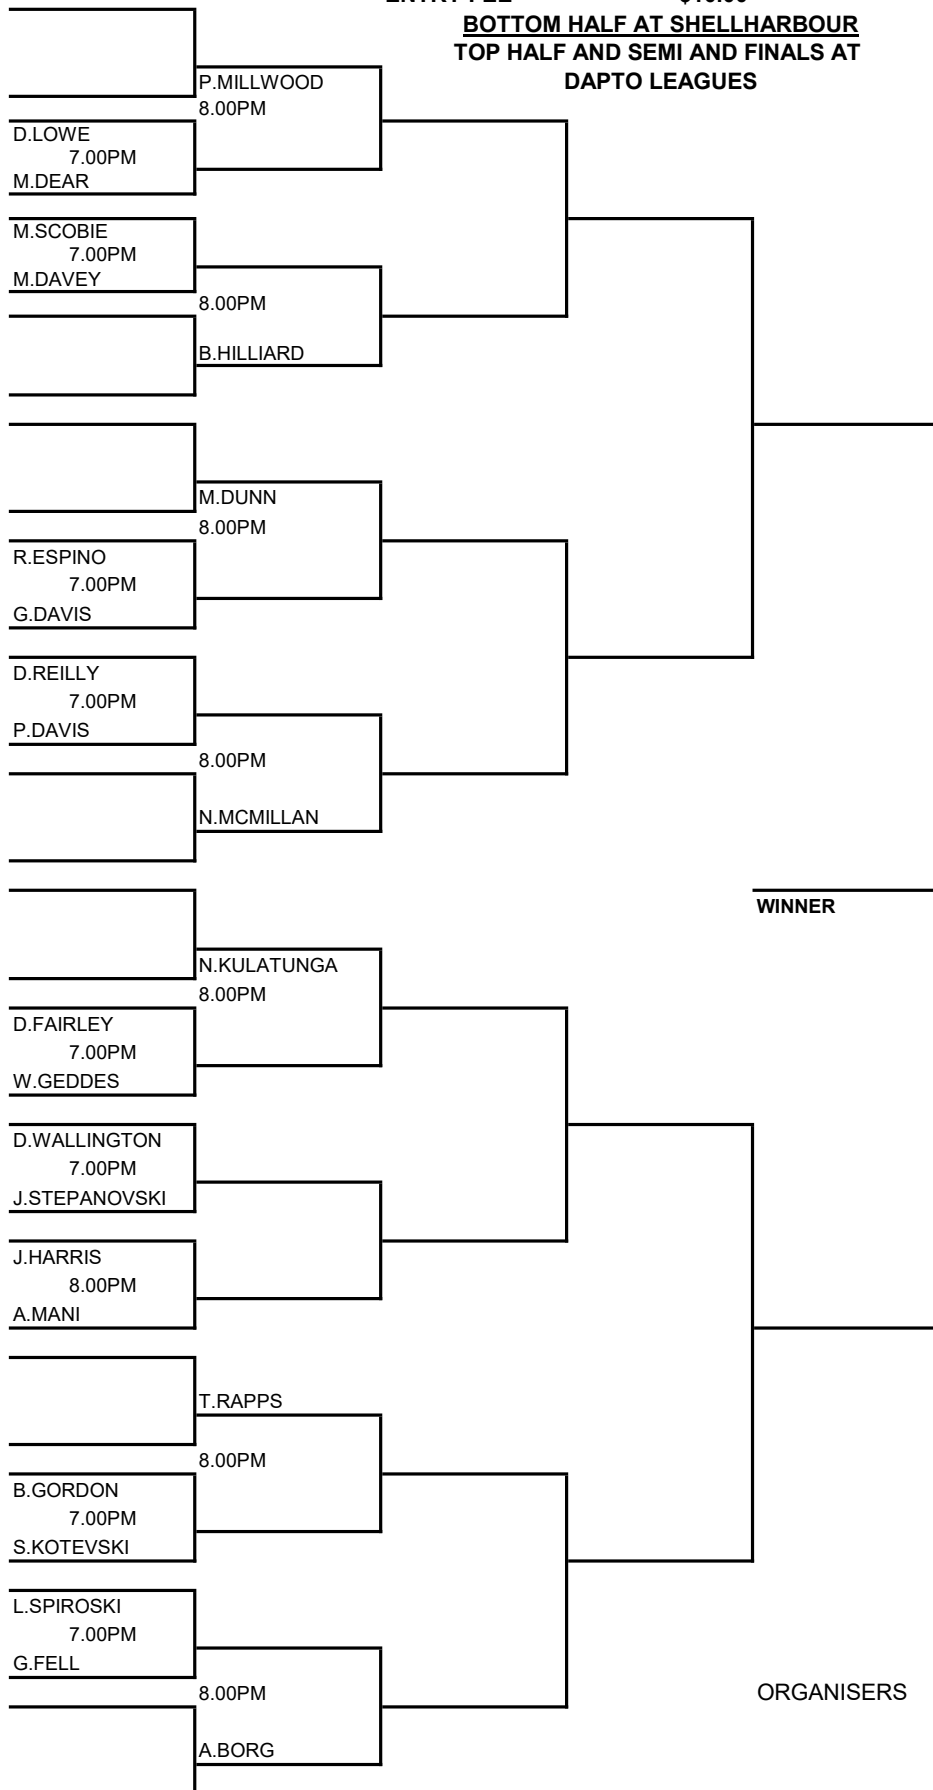 BOTTOM HALF AT SHELLHARBOUR
TOP HALF AND SEMI AND FINALS AT
DAPTO LEAGUES
P.MILLWOOD
8.00PM
D.LOWE
7.00PM
M.DEAR
M.SCOBIE
7.00PM
M.DAVEY
8.00PM
B.HILLIARD
M.DUNN
8.00PM
R.ESPINO
7.00PM
G.DAVIS
D.REILLY
7.00PM
P.DAVIS
8.00PM
N.MCMILLAN
WINNER
N.KULATUNGA
8.00PM
D.FAIRLEY
7.00PM
W.GEDDES
D.WALLINGTON
7.00PM
J.STEPANOVSKI
J.HARRIS
8.00PM
A.MANI
T.RAPPS
8.00PM
B.GORDON
7.00PM
S.KOTEVSKI
L.SPIROSKI
7.00PM
G.FELL
8.00PM
ORGANISERS
A.BORG